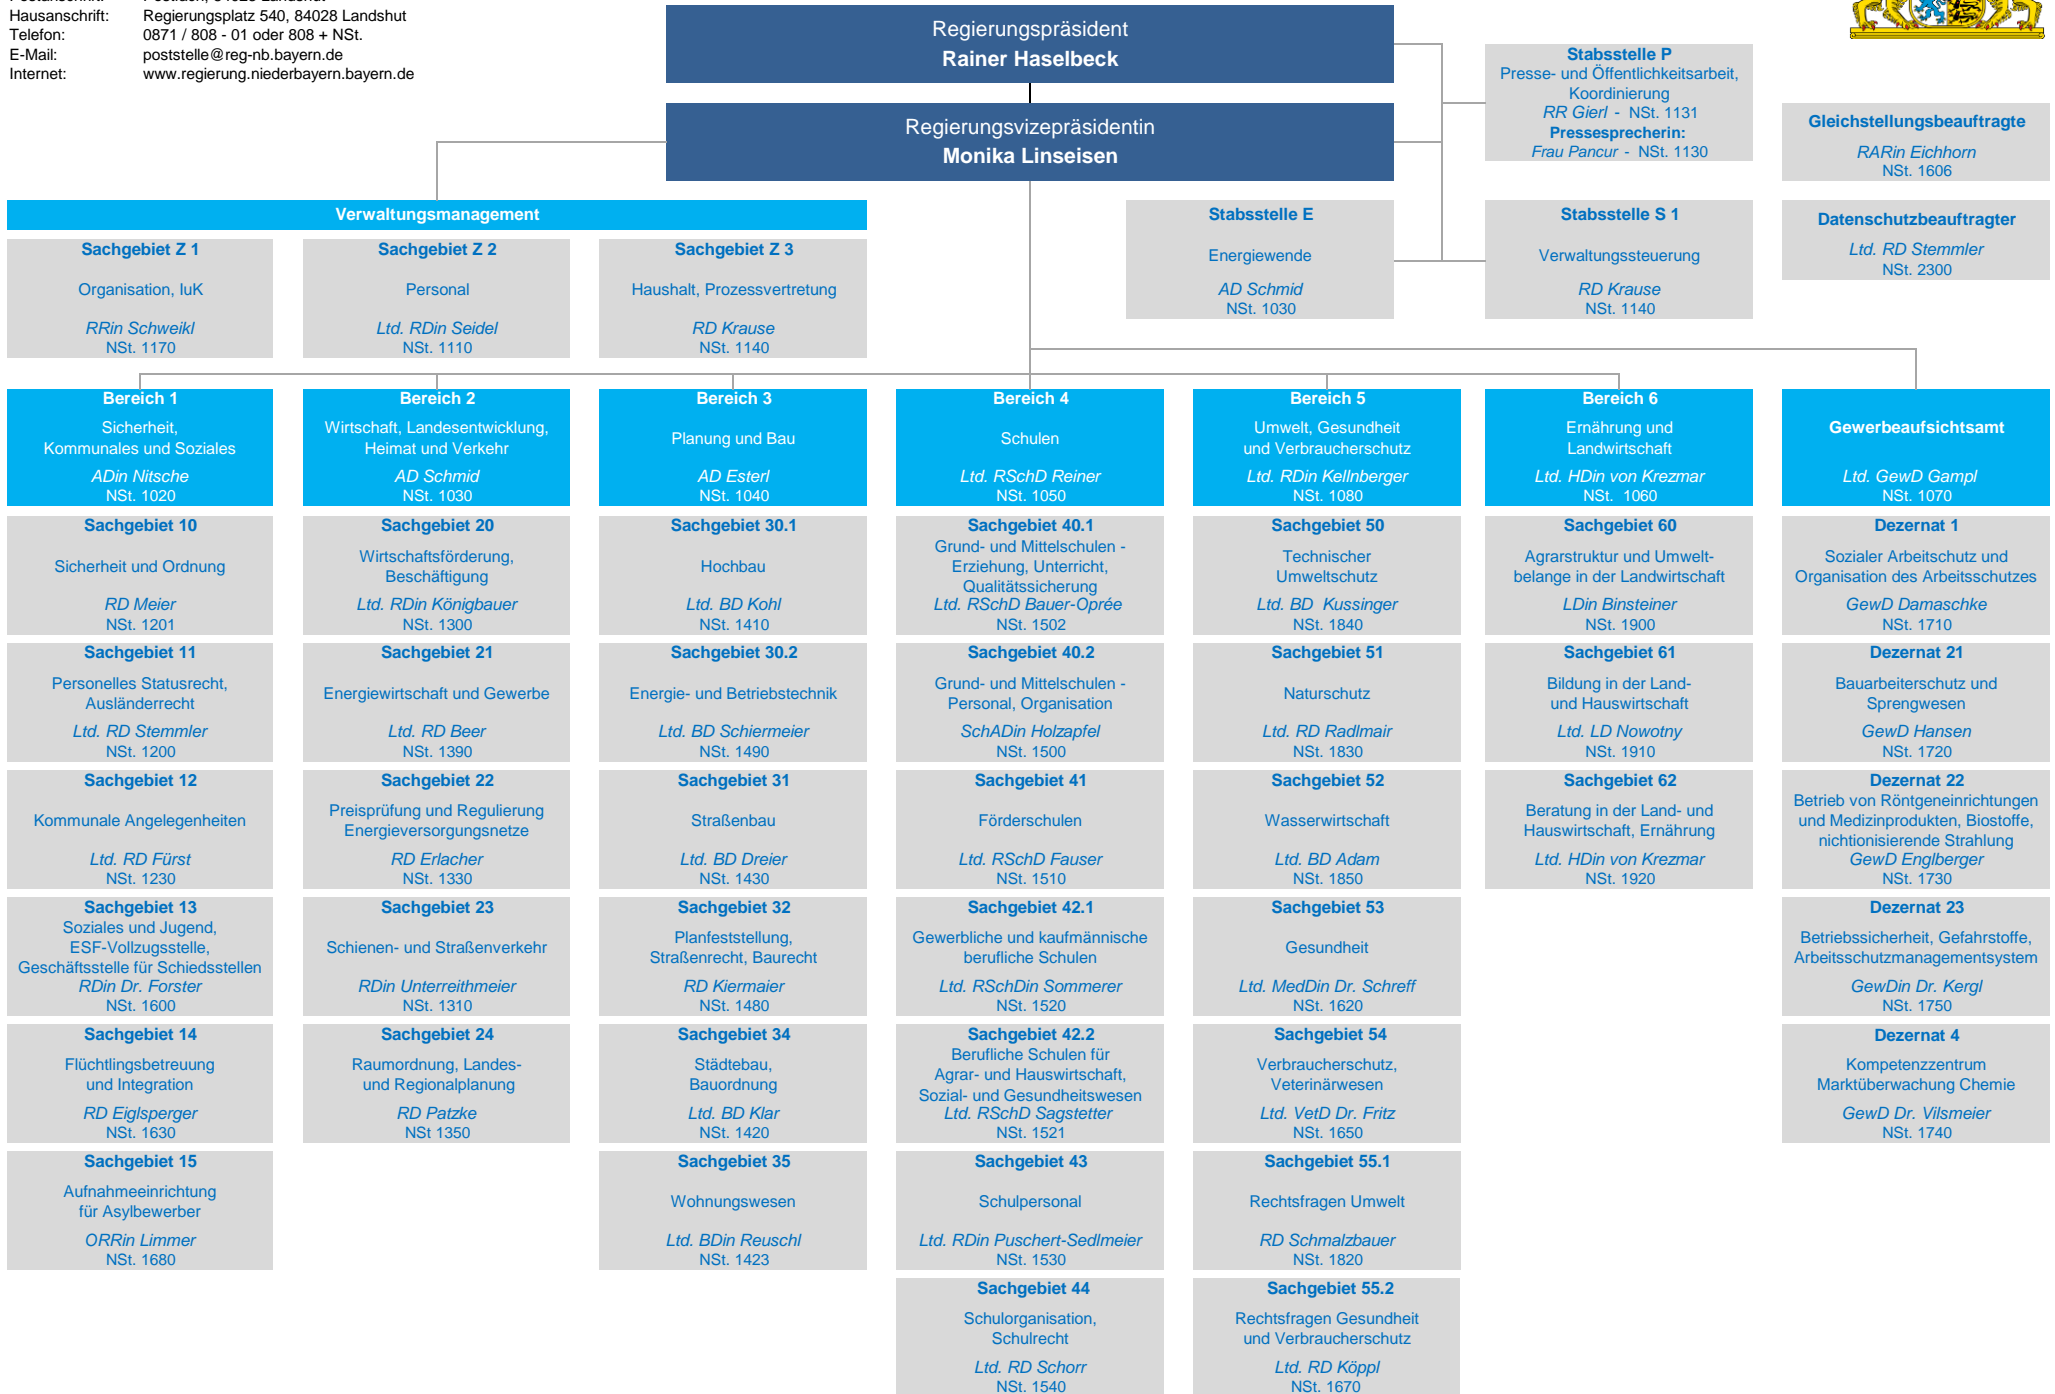 Hausanschrift: Regierungsplatz 540, 84028 Landshut
Telefon: 0871 / 808 - 01 oder 808 + NSt.
E-Mail: poststelle@reg-nb.bayern.de
Internet: www.regierung.niederbayern.bayern.de
Regierungspräsident
Rainer Haselbeck
Regierungsvizepräsidentin
Monika Linseisen
Stabsstelle P
Presse- und Öffentlichkeitsarbeit,
Koordinierung
RR Gierl - NSt. 1131
Pressesprecherin:
Frau Pancur - NSt. 1130
Gleichstellungsbeauftragte
RARin Eichhorn
NSt. 1606
Verwaltungsmanagement
Sachgebiet Z 1
Organisation, IuK
RRin Schweikl
NSt. 1170
Sachgebiet Z 2
Personal
Ltd. RDin Seidel
NSt. 1110
Sachgebiet Z 3
Haushalt, Prozessvertretung
RD Krause
NSt. 1140
Stabsstelle E
Energiewende
AD Schmid
NSt. 1030
Stabsstelle S 1
Verwaltungssteuerung
RD Krause
NSt. 1140
Datenschutzbeauftragter
Ltd. RD Stemmler
NSt. 2300
Bereich 1
Sicherheit,
Kommunales und Soziales
ADin Nitsche
NSt. 1020
Sachgebiet 10
Sicherheit und Ordnung
RD Meier
NSt. 1201
Sachgebiet 11
Personelles Statusrecht,
Ausländerrecht
Ltd. RD Stemmler
NSt. 1200
Sachgebiet 12
Kommunale Angelegenheiten
Ltd. RD Fürst
NSt. 1230
Sachgebiet 13
Soziales und Jugend,
ESF-Vollzugsstelle,
Geschäftsstelle für Schiedsstellen
RDin Dr. Forster
NSt. 1600
Sachgebiet 14
Flüchtlingsbetreuung
und Integration
RD Eiglsperger
NSt. 1630
Sachgebiet 15
Aufnahmeeinrichtung
für Asylbewerber
ORRin Limmer
NSt. 1680
Bereich 2
Wirtschaft, Landesentwicklung,
Heimat und Verkehr
AD Schmid
NSt. 1030
Sachgebiet 20
Wirtschaftsförderung,
Beschäftigung
Ltd. RDin Königbauer
NSt. 1300
Sachgebiet 21
Energiewirtschaft und Gewerbe
Ltd. RD Beer
NSt. 1390
Sachgebiet 22
Preisprüfung und Regulierung
Energieversorgungsnetze
RD Erlacher
NSt. 1330
Sachgebiet 23
Schienen- und Straßenverkehr
RDin Unterreithmeier
NSt. 1310
Sachgebiet 24
Raumordnung, Landes-
und Regionalplanung
RD Patzke
NSt 1350
Bereich 3
Planung und Bau
AD Esterl
NSt. 1040
Sachgebiet 30.1
Hochbau
Ltd. BD Kohl
NSt. 1410
Sachgebiet 30.2
Energie- und Betriebstechnik
Ltd. BD Schiermeier
NSt. 1490
Sachgebiet 31
Straßenbau
Ltd. BD Dreier
NSt. 1430
Sachgebiet 32
Planfeststellung,
Straßenrecht, Baurecht
RD Kiermaier
NSt. 1480
Sachgebiet 34
Städtebau,
Bauordnung
Ltd. BD Klar
NSt. 1420
Sachgebiet 35
Wohnungswesen
Ltd. BDin Reuschl
NSt. 1423
Bereich 4
Schulen
Ltd. RSchD Reiner
NSt. 1050
Sachgebiet 40.1
Grund- und Mittelschulen -
Erziehung, Unterricht,
Qualitätssicherung
Ltd. RSchD Bauer-Oprée
NSt. 1502
Sachgebiet 40.2
Grund- und Mittelschulen -
Personal, Organisation
SchADin Holzapfel
NSt. 1500
Sachgebiet 41
Förderschulen
Ltd. RSchD Fauser
NSt. 1510
Sachgebiet 42.1
Gewerbliche und kaufmännische
berufliche Schulen
Ltd. RSchDin Sommerer
NSt. 1520
Sachgebiet 42.2
Berufliche Schulen für
Agrar- und Hauswirtschaft,
Sozial- und Gesundheitswesen
Ltd. RSchD Sagstetter
NSt. 1521
Sachgebiet 43
Schulpersonal
Ltd. RDin Puschert-Sedlmeier
NSt. 1530
Sachgebiet 44
Schulorganisation,
Schulrecht
Ltd. RD Schorr
NSt. 1540
Bereich 5
Umwelt, Gesundheit
und Verbraucherschutz
Ltd. RDin Kellnberger
NSt. 1080
Sachgebiet 50
Technischer
Umweltschutz
Ltd. BD Kussinger
NSt. 1840
Sachgebiet 51
Naturschutz
Ltd. RD Radlmair
NSt. 1830
Sachgebiet 52
Wasserwirtschaft
Ltd. BD Adam
NSt. 1850
Sachgebiet 53
Gesundheit
Ltd. MedDin Dr. Schreff
NSt. 1620
Sachgebiet 54
Verbraucherschutz,
Veterinärwesen
Ltd. VetD Dr. Fritz
NSt. 1650
Sachgebiet 55.1
Rechtsfragen Umwelt
RD Schmalzbauer
NSt. 1820
Sachgebiet 55.2
Rechtsfragen Gesundheit
und Verbraucherschutz
Ltd. RD Köppl
NSt. 1670
Bereich 6
Ernährung und
Landwirtschaft
Ltd. HDin von Krezmar
NSt. 1060
Sachgebiet 60
Agrarstruktur und Umwelt-
belange in der Landwirtschaft
LDin Binsteiner
NSt. 1900
Sachgebiet 61
Bildung in der Land-
und Hauswirtschaft
Ltd. LD Nowotny
NSt. 1910
Sachgebiet 62
Beratung in der Land- und
Hauswirtschaft, Ernährung
Ltd. HDin von Krezmar
NSt. 1920
Gewerbeaufsichtsamt
Ltd. GewD Gampl
NSt. 1070
Dezernat 1
Sozialer Arbeitschutz und
Organisation des Arbeitsschutzes
GewD Damaschke
NSt. 1710
Dezernat 21
Bauarbeiterschutz und
Sprengwesen
GewD Hansen
NSt. 1720
Dezernat 22
Betrieb von Röntgeneinrichtungen
und Medizinprodukten, Biostoffe,
nichtionisierende Strahlung
GewD Englberger
NSt. 1730
Dezernat 23
Betriebssicherheit, Gefahrstoffe,
Arbeitsschutzmanagementsystem
GewDin Dr. Kergl
NSt. 1750
Dezernat 4
Kompetenzzentrum
Marktüberwachung Chemie
GewD Dr. Vilsmeier
NSt. 1740